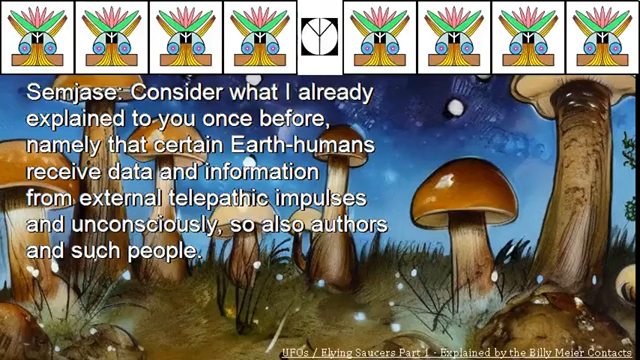 Semjase: Consider what I already
explained to you once before,
namely that certain Earth-humans
receive data and information
from external telepathic impulses
and unconsciously, so also authors
and such people.
UFOs / Flying Saucers Part 1 - Explained by the Billy Meier Contacts